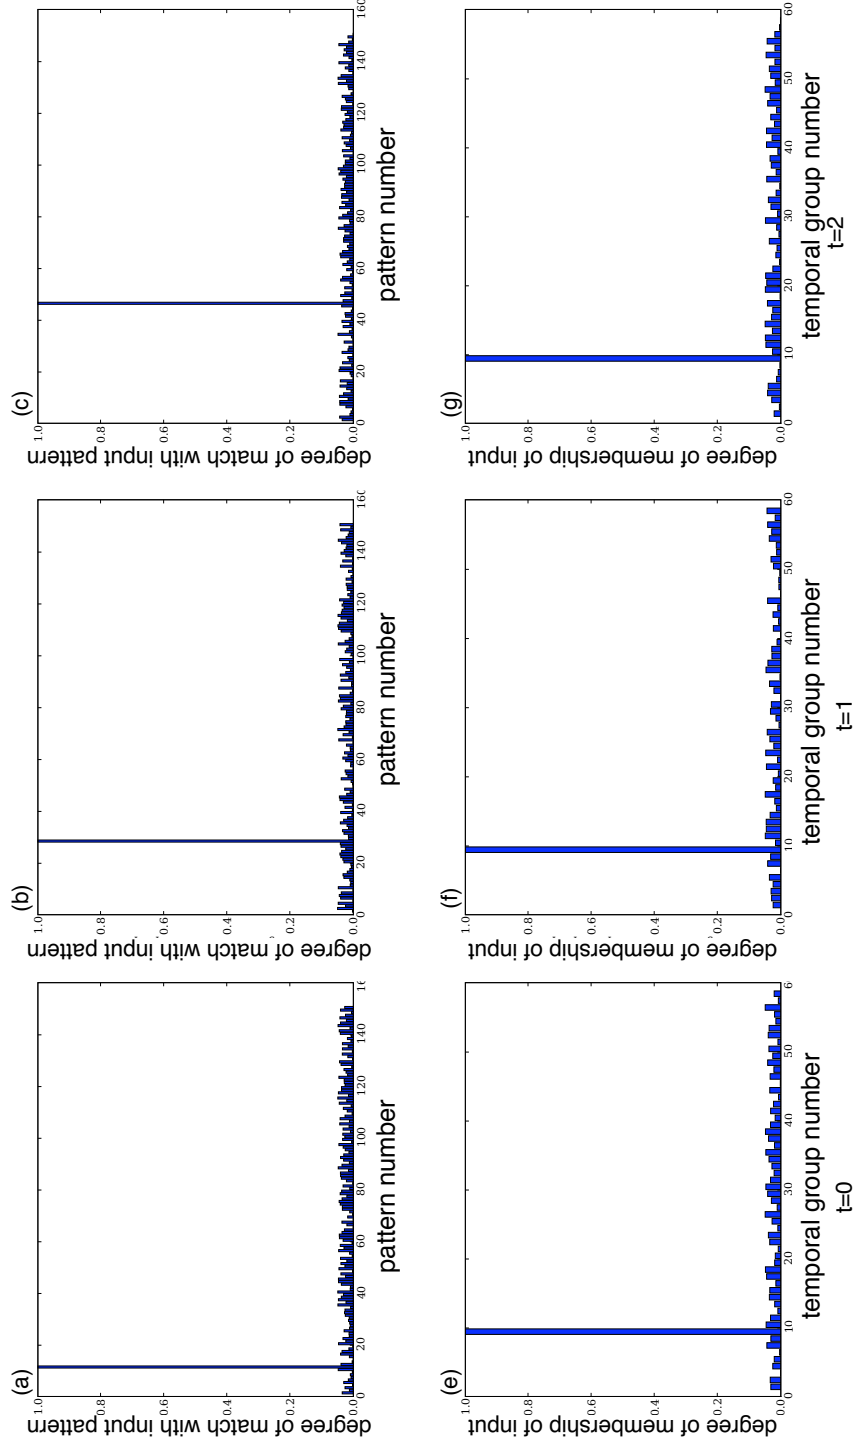 (a)
degree of match with input pattern
1.0
0.8
0.6
0.4
0.2
0.0
0 20 40 60 80 100 120 140 16
pattern number
(b)
degree of match with input pattern
1.0
0.8
0.6
0.4
0.2
0.0
0 20 40 60 80 100 120 140 160
pattern number
(c)
degree of match with input pattern
1.0
0.8
0.6
0.4
0.2
0.0
0 20 40 60 80 100 120 140 160
pattern number
(e)
degree of membership of input
1.0
0.8
0.6
0.4
0.2
0.0
0 10 20 30 40 50 6
temporal group number
t=0
(f)
degree of membership of input
1.0
0.8
0.6
0.4
0.2
0.0
0 10 20 30 40 50 60
temporal group number
t=1
(g)
degree of membership of input
1.0
0.8
0.6
0.4
0.2
0.0
0 10 20 30 40 50 60
temporal group number
t=2